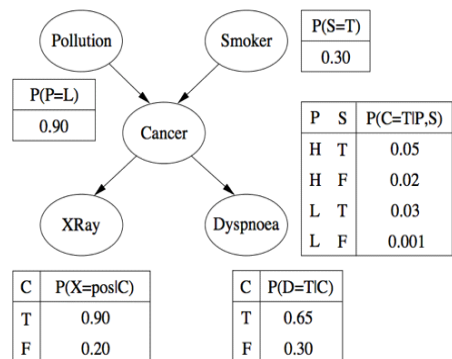 Pollution
Smoker
P(S=T)
0.30
P(P=L)
0.90
Cancer
P S P(C=T|P,S)
H T 0.05
H F 0.02
L T 0.03
L F 0.001
XRay
Dyspnoea
C P(X=pos|C)
T 0.90
F 0.20
C P(D=T|C)
T 0.65
F 0.30